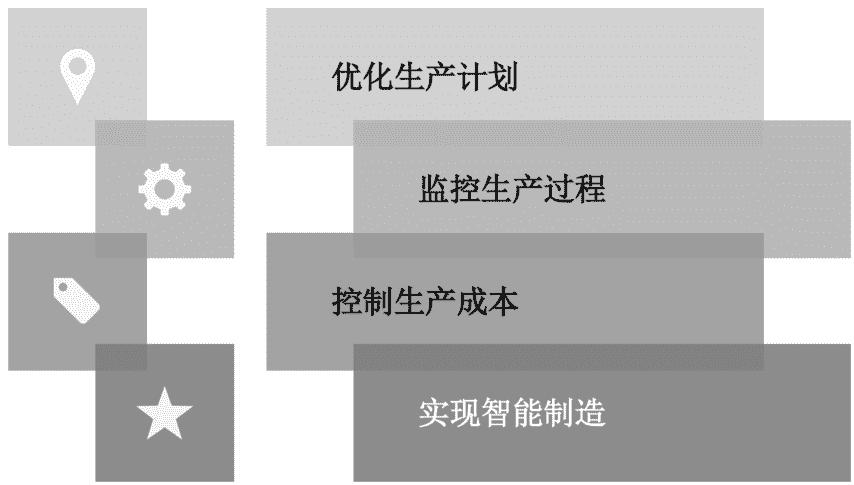 优化生产计划
监控生产过程
控制生产成本
实现智能制造